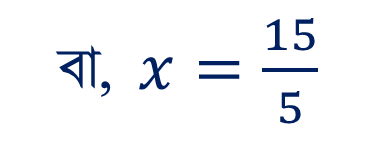 বা, x = 15/5